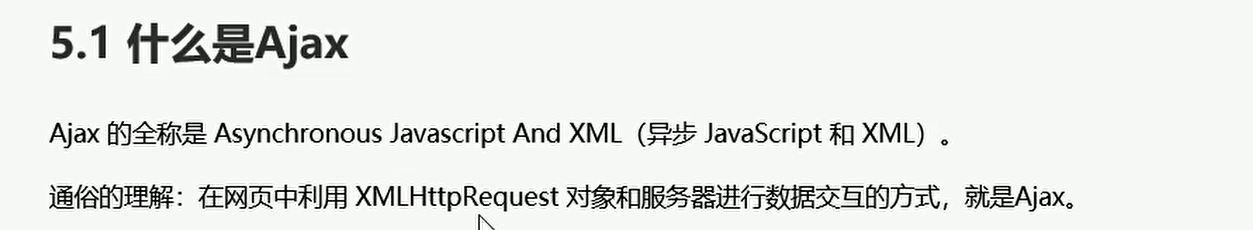 5.1 什么是Ajax
Ajax 的全称是 Asynchronous Javascript And XML（异步 JavaScript 和 XML）。
通俗的理解：在网页中利用 XMLHttpRequest 对象和服务器进行数据交互的方式，就是Ajax。